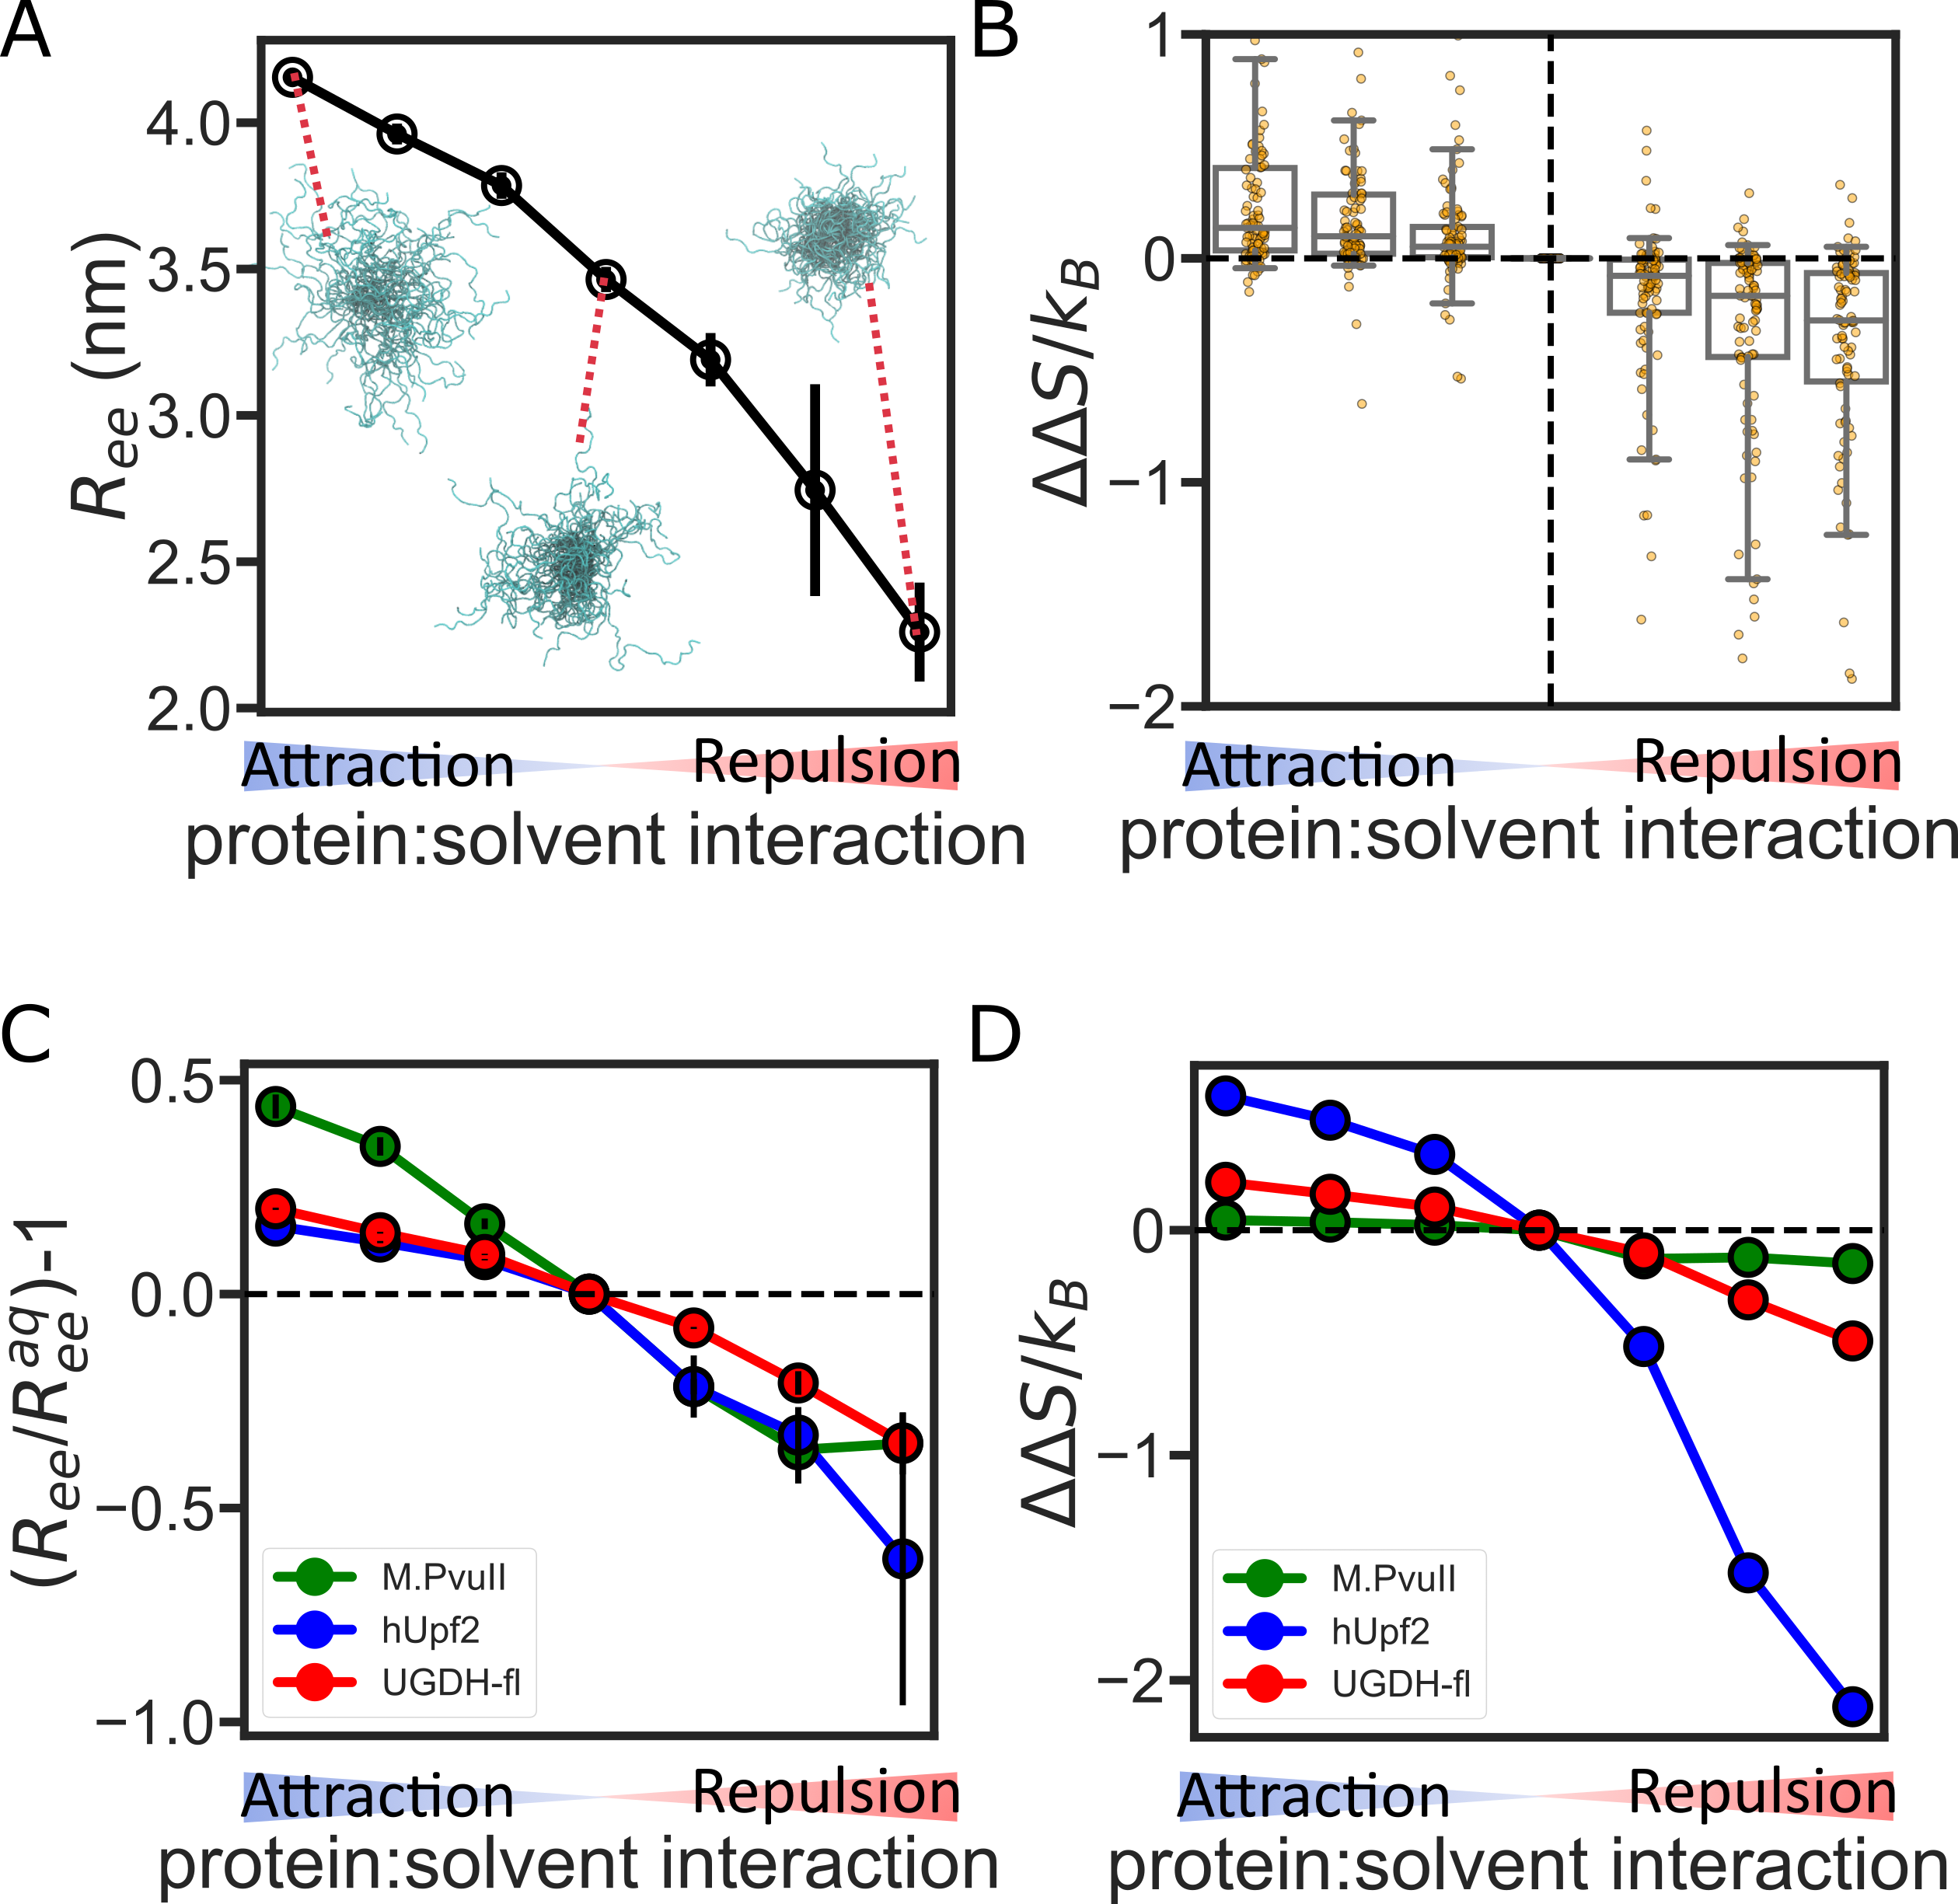 A
R_ee (nm)
4.0
3.5
3.0
2.5
2.0
Attraction
Repulsion
protein:solvent interaction
B
ΔΔS/k_B
1
0
−1
−2
Attraction
Repulsion
protein:solvent interaction
C
(R_ee/R_ee^aq)-1
0.5
0.0
−0.5
−1.0
M.PvuII
hUpf2
UGDH-fl
Attraction
Repulsion
protein:solvent interaction
D
ΔΔS/k_B
0
−1
−2
M.PvuII
hUpf2
UGDH-fl
Attraction
Repulsion
protein:solvent interaction